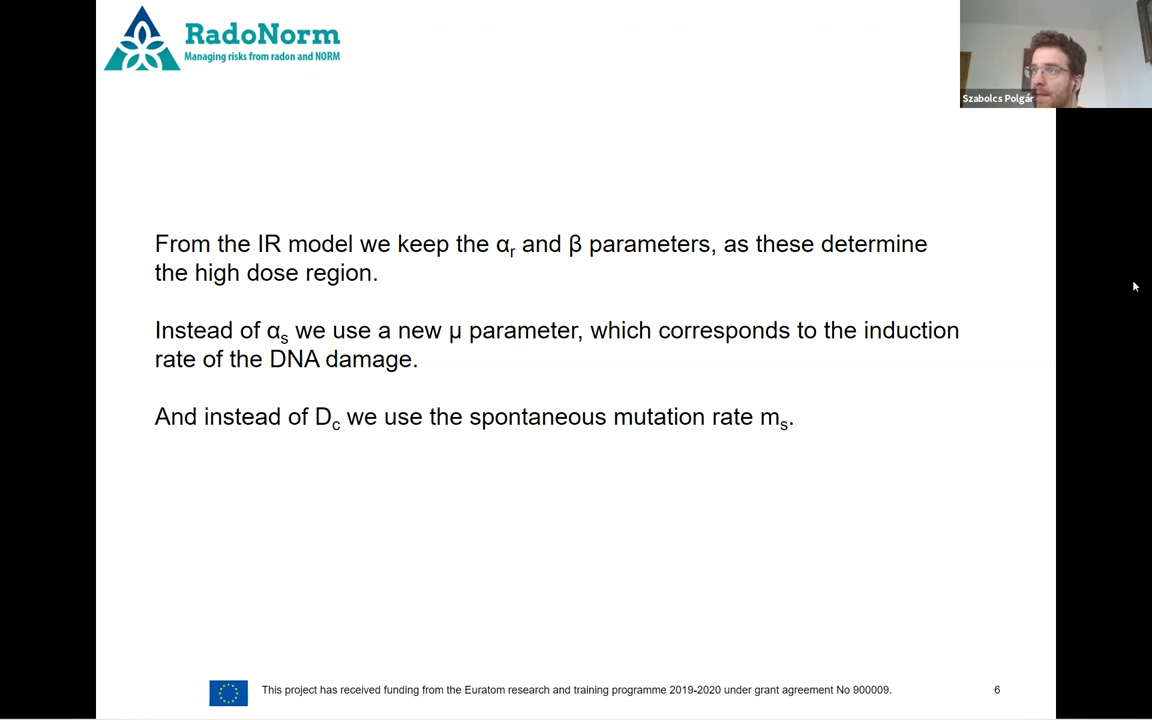 RadoNorm
Managing risks from radon and NORM
Szabolcs Polgár
From the IR model we keep the αr and β parameters, as these determine
the high dose region.
Instead of αs we use a new μ parameter, which corresponds to the induction
rate of the DNA damage.
And instead of Dc we use the spontaneous mutation rate ms.
This project has received funding from the Euratom research and training programme 2019-2020 under grant agreement No 900009.
6